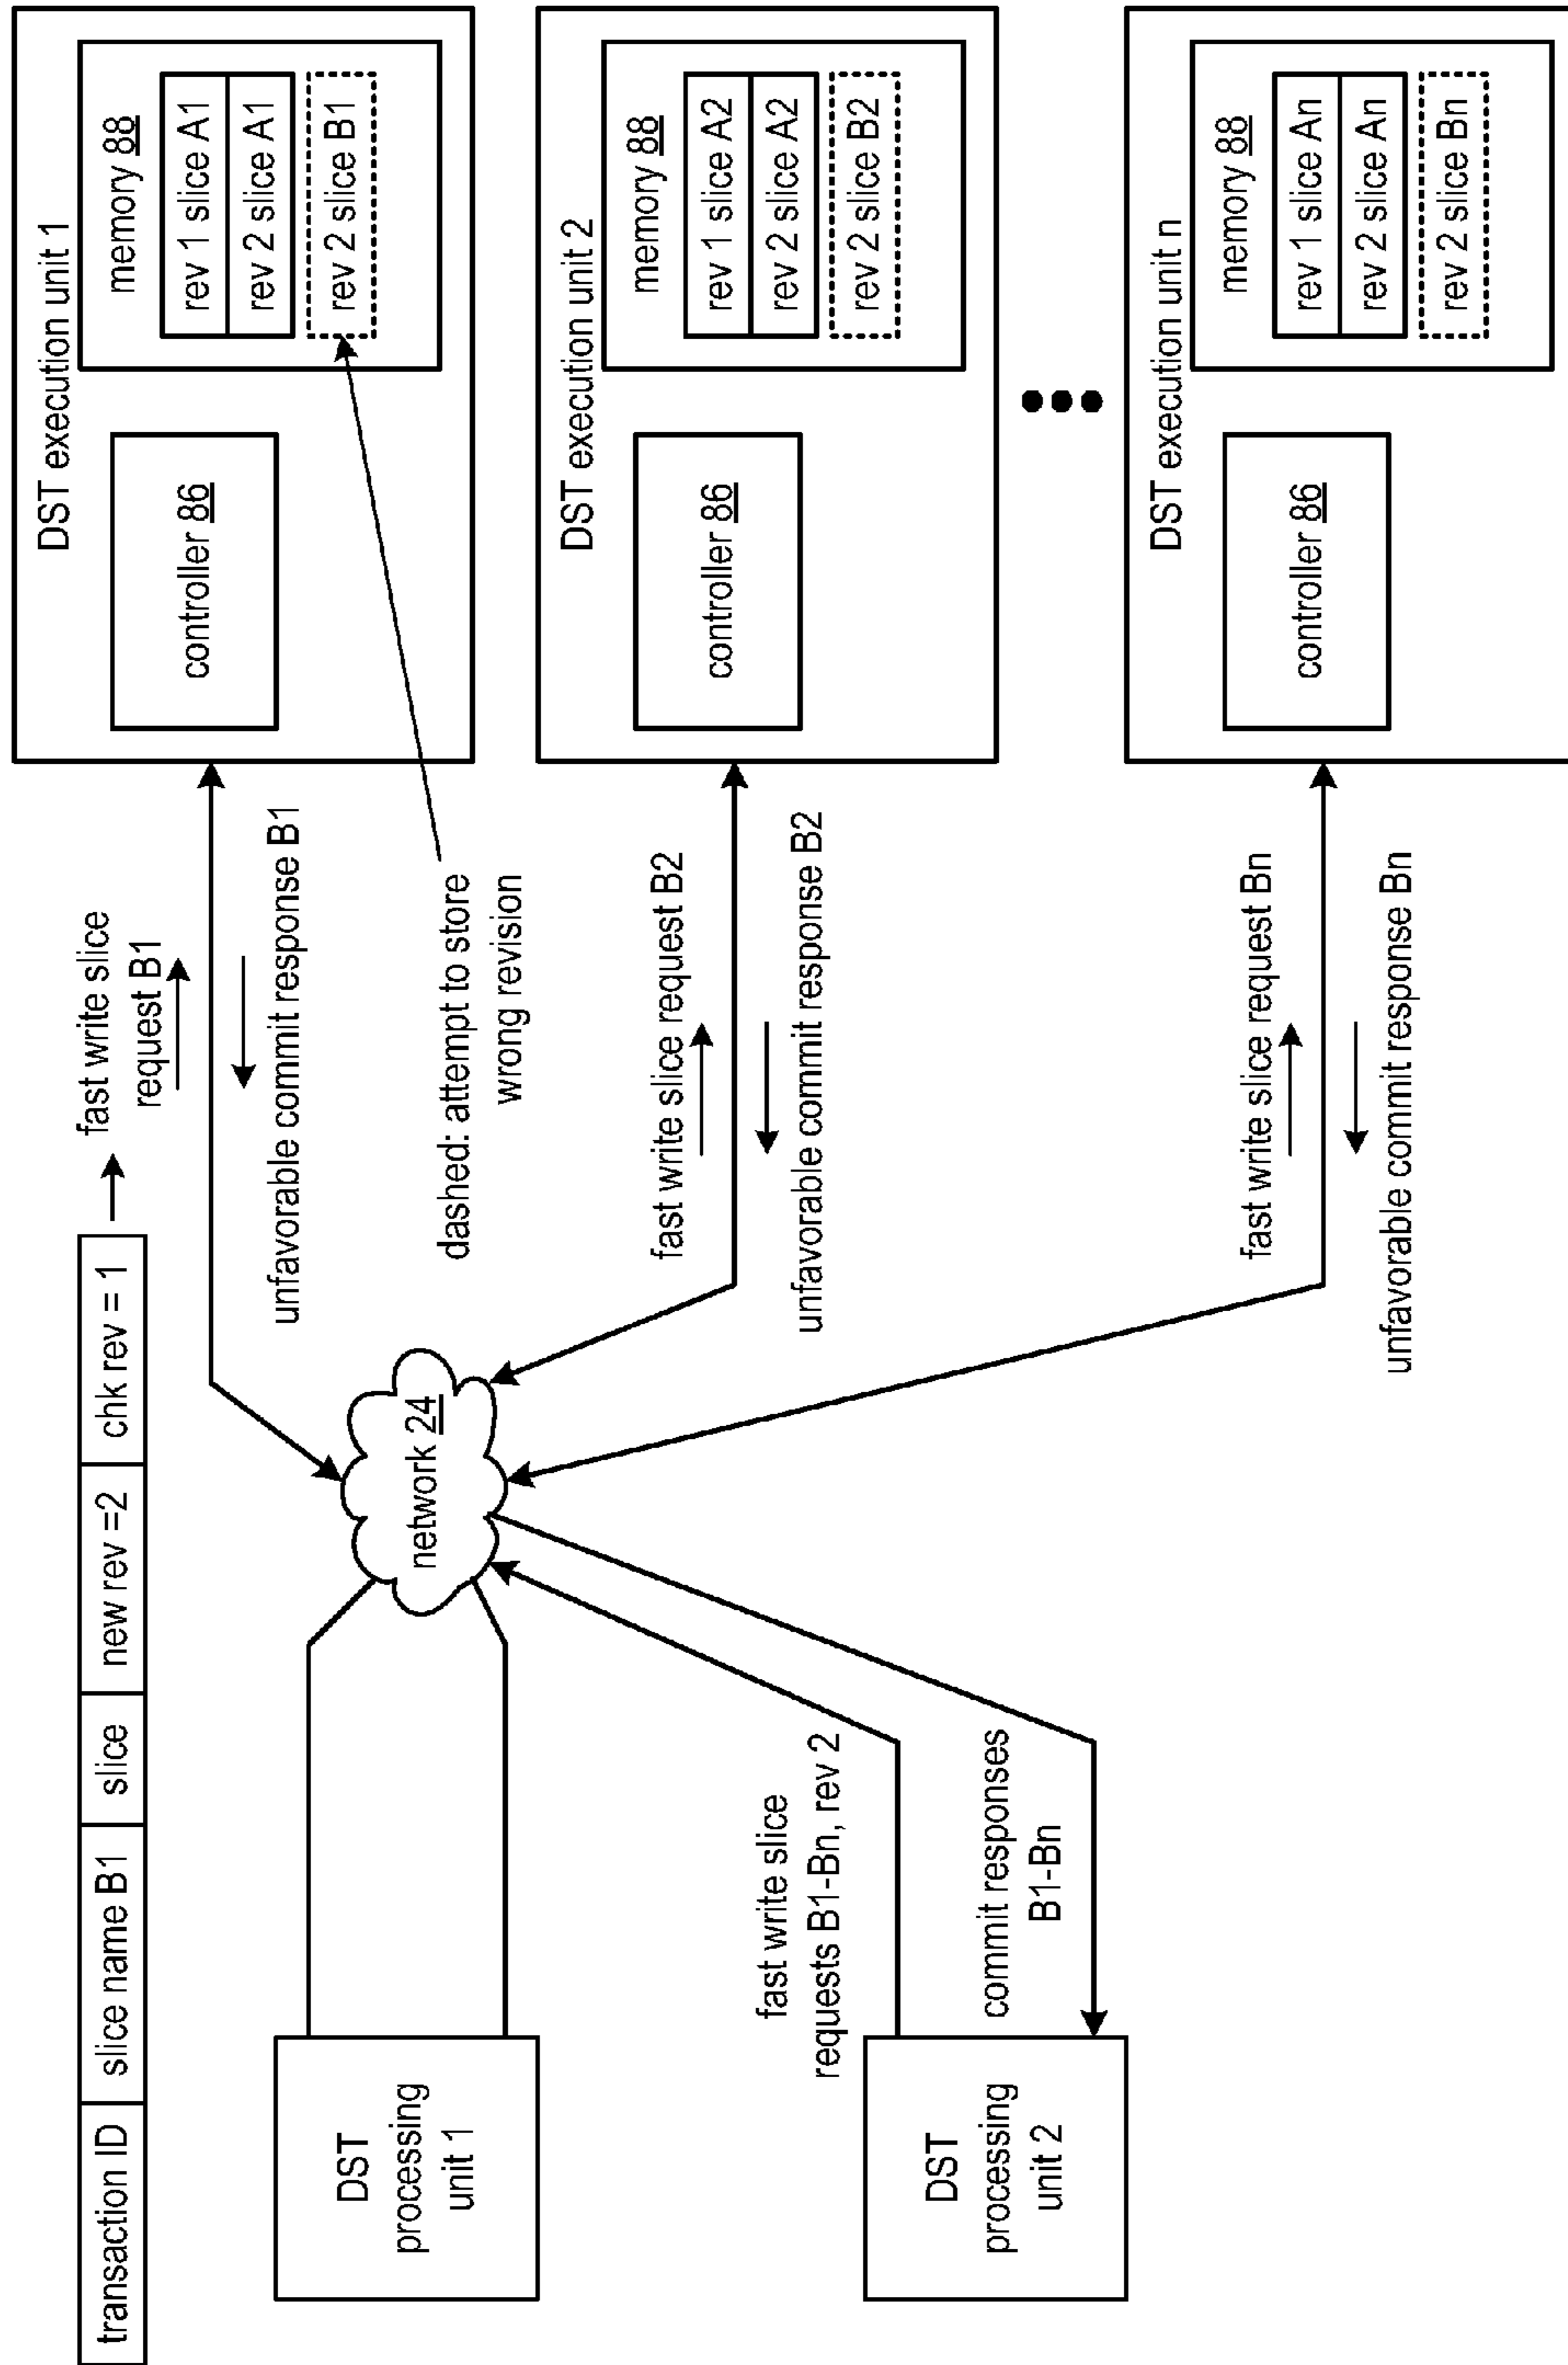 transaction ID
slice name B1
slice
new rev =2
chk rev = 1
fast write slice
request B1
unfavorable commit response B1
DST execution unit 1
controller 86
memory 88
rev 1 slice A1
rev 2 slice A1
rev 2 slice B1
dashed: attempt to store
wrong revision
DST
processing
unit 1
network 24
fast write slice request B2
unfavorable commit response B2
DST execution unit 2
controller 86
memory 88
rev 1 slice A2
rev 2 slice A2
rev 2 slice B2
fast write slice
requests B1-Bn, rev 2
commit responses
B1-Bn
DST
processing
unit 2
fast write slice request Bn
unfavorable commit response Bn
DST execution unit n
controller 86
memory 88
rev 1 slice An
rev 2 slice An
rev 2 slice Bn